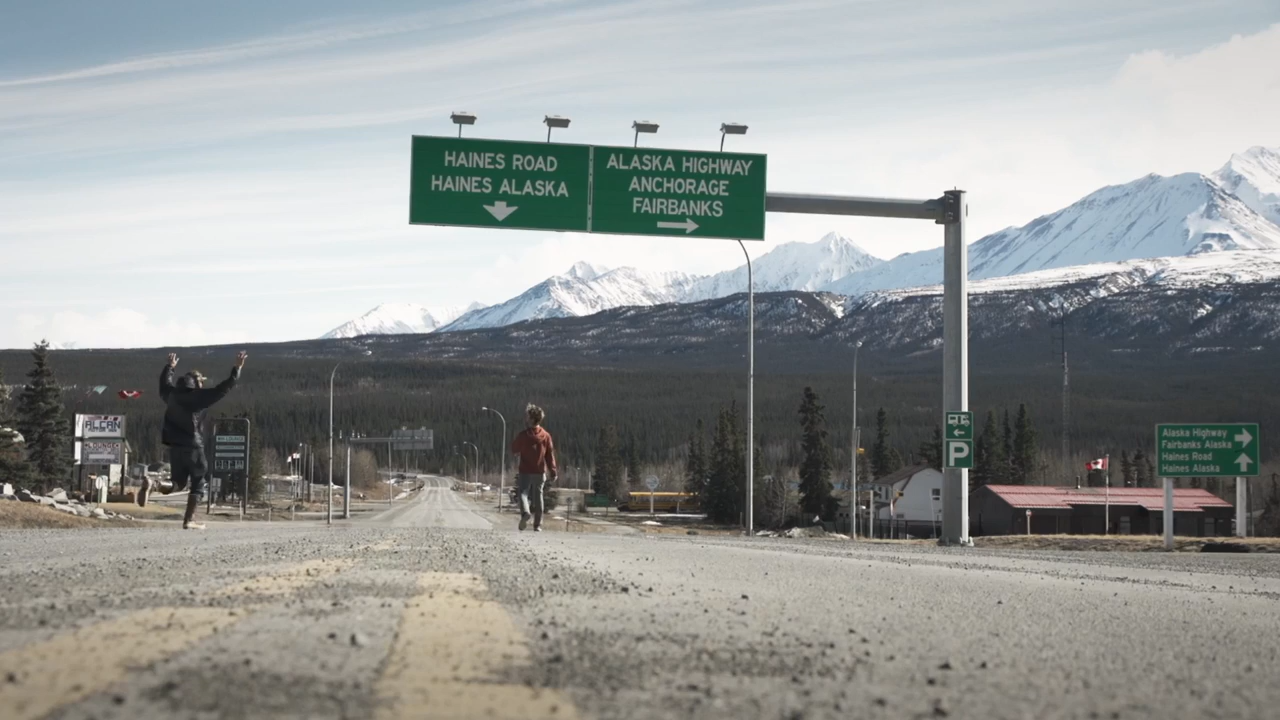 HAINES ROAD
HAINES ALASKA
ALASKA HIGHWAY
ANCHORAGE
FAIRBANKS
ALCAN
P
Alaska Highway
Fairbanks Alaska
Haines Road
Haines Alaska